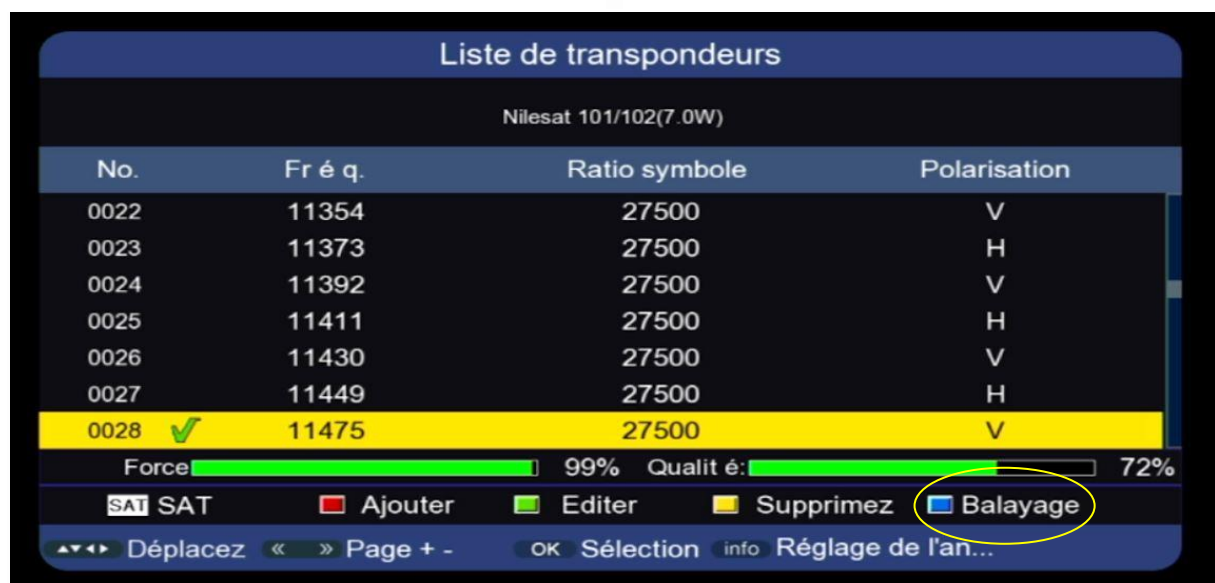 Liste de transpondeurs
Nilesat 101/102(7.0W)
No. Fr é q. Ratio symbole Polarisation
0022 11354 27500 V
0023 11373 27500 H
0024 11392 27500 V
0025 11411 27500 H
0026 11430 27500 V
0027 11449 27500 H
0028 11475 27500 V
Force 99% Qualit é: 72%
SAT SAT Ajouter Editer Supprimez Balayage
Déplacez « » Page + - OK Sélection info Réglage de l'an...